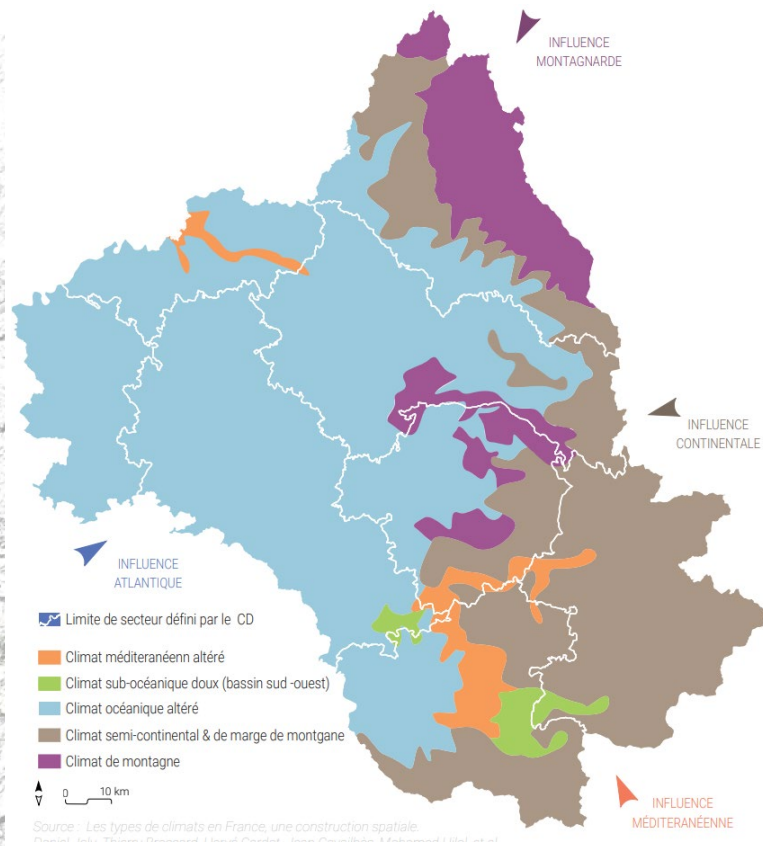 INFLUENCE
MONTAGNARDE
INFLUENCE
CONTINENTALE
INFLUENCE
ATLANTIQUE
Limite de secteur défini par le CD
Climat méditeranéenn altéré
Climat sub-océanique doux (bassin sud -ouest)
Climat océanique altéré
Climat semi-continental & de marge de montgane
Climat de montagne
0 10 km
INFLUENCE
MÉDITERANÉENNE
Source : Les types de climats en France, une construction spatiale.